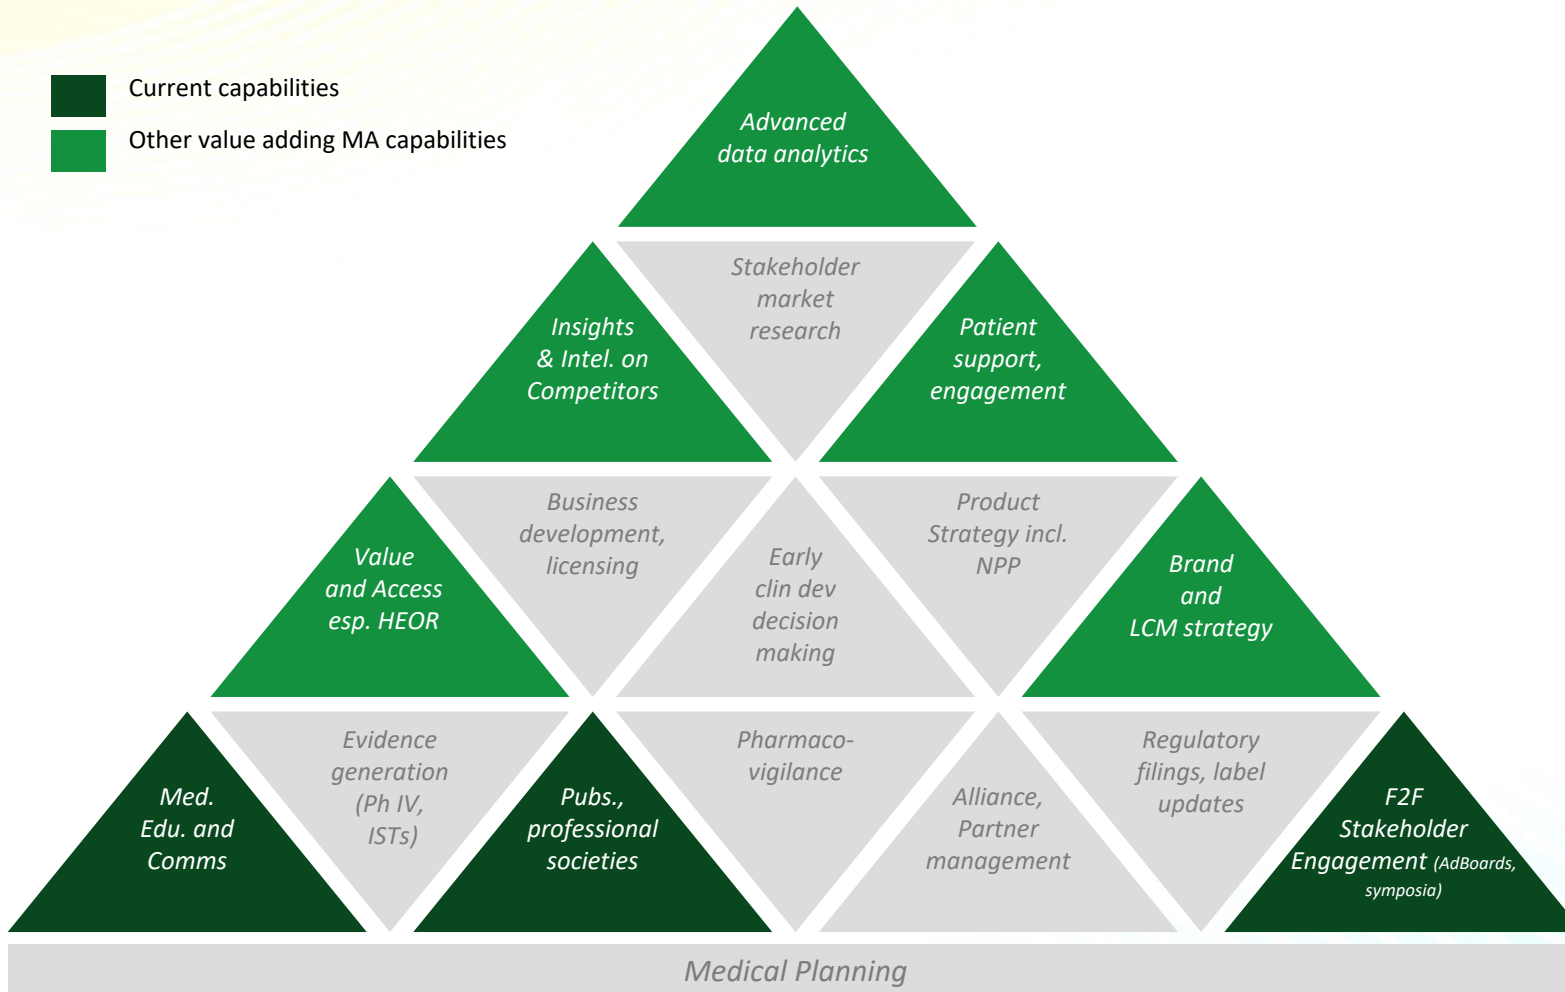 Current capabilities
Other value adding MA capabilities
Advanced
data analytics
Stakeholder
market
research
Insights
& Intel. on
Competitors
Patient
support,
engagement
Business
development,
licensing
Product
Strategy incl.
NPP
Value
and Access
esp. HEOR
Early
clin dev
decision
making
Brand
and
LCM strategy
Evidence
generation
(Ph IV,
ISTs)
Pharmaco-
vigilance
Regulatory
filings, label
updates
Med.
Edu. and
Comms
Pubs.,
professional
societies
Alliance,
Partner
management
F2F
Stakeholder
Engagement (AdBoards,
symposia)
Medical Planning